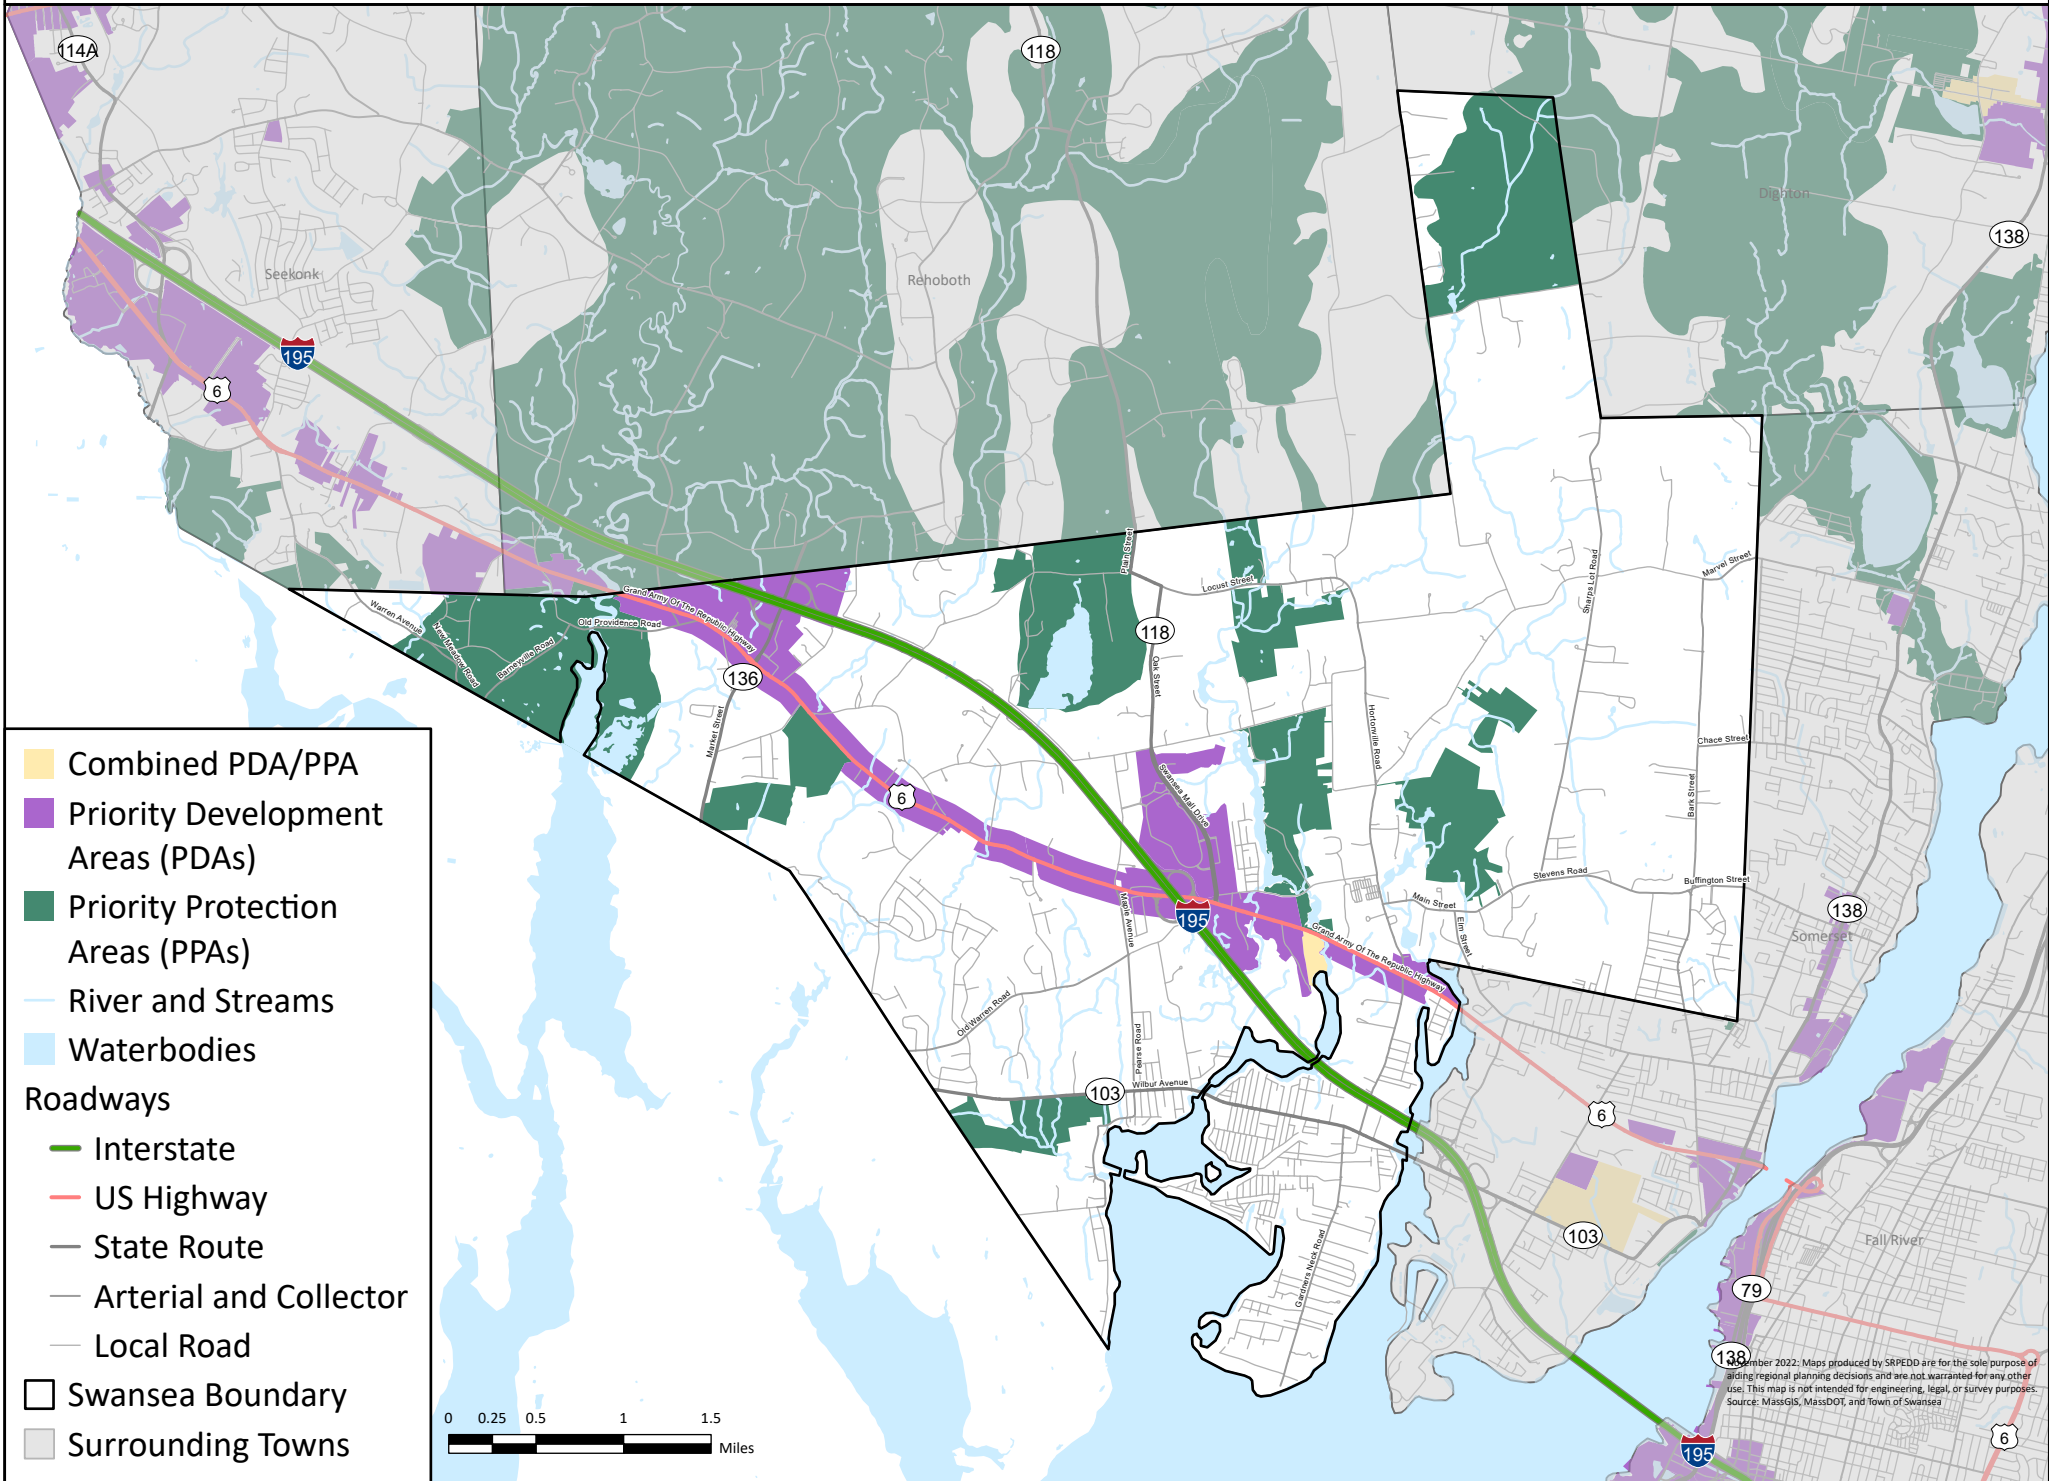 114A
118
Dighton
138
Seekonk
Rehoboth
195
6
Plain Street
Locust Street
Sharps Lot Road
Marvel Street
Grand Army Of The Republic Highway
Warren Avenue
New Meadow Road
Old Providence Road
Barneyville Road
118
136
Oak Street
Market Street
Hortonville Road
Chace Street
Bark Street
Swansea Mall Drive
6
Stevens Road
Buffington Street
Main Street
Elm Street
Maple Avenue
195
Grand Army Of The Republic Highway
138
Somerset
Old Warren Road
Pearse Road
103
Wilbur Avenue
6
103
Fall River
Gardners Neck Road
79
138
195
6
Combined PDA/PPA
Priority Development
Areas (PDAs)
Priority Protection
Areas (PPAs)
River and Streams
Waterbodies
Roadways
Interstate
US Highway
State Route
Arterial and Collector
Local Road
Swansea Boundary
Surrounding Towns
0 0.25 0.5 1 1.5
Miles
November 2022: Maps produced by SRPEDD are for the sole purpose of
aiding regional planning decisions and are not warranted for any other
use. This map is not intended for engineering, legal, or survey purposes.
Source: MassGIS, MassDOT, and Town of Swansea